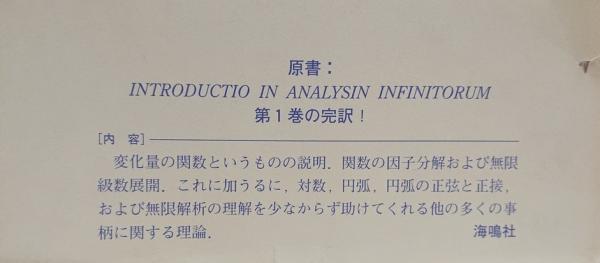 原書：
INTRODUCTIO IN ANALYSIN INFINITORUM
第1巻の完訳！
［内　容］
変化量の関数というものの説明．関数の因子分解および無限
級数展開．これに加うるに，対数，円弧，円弧の正弦と正接，
および無限解析の理解を少なからず助けてくれる他の多くの事
柄に関する理論．　海鳴社